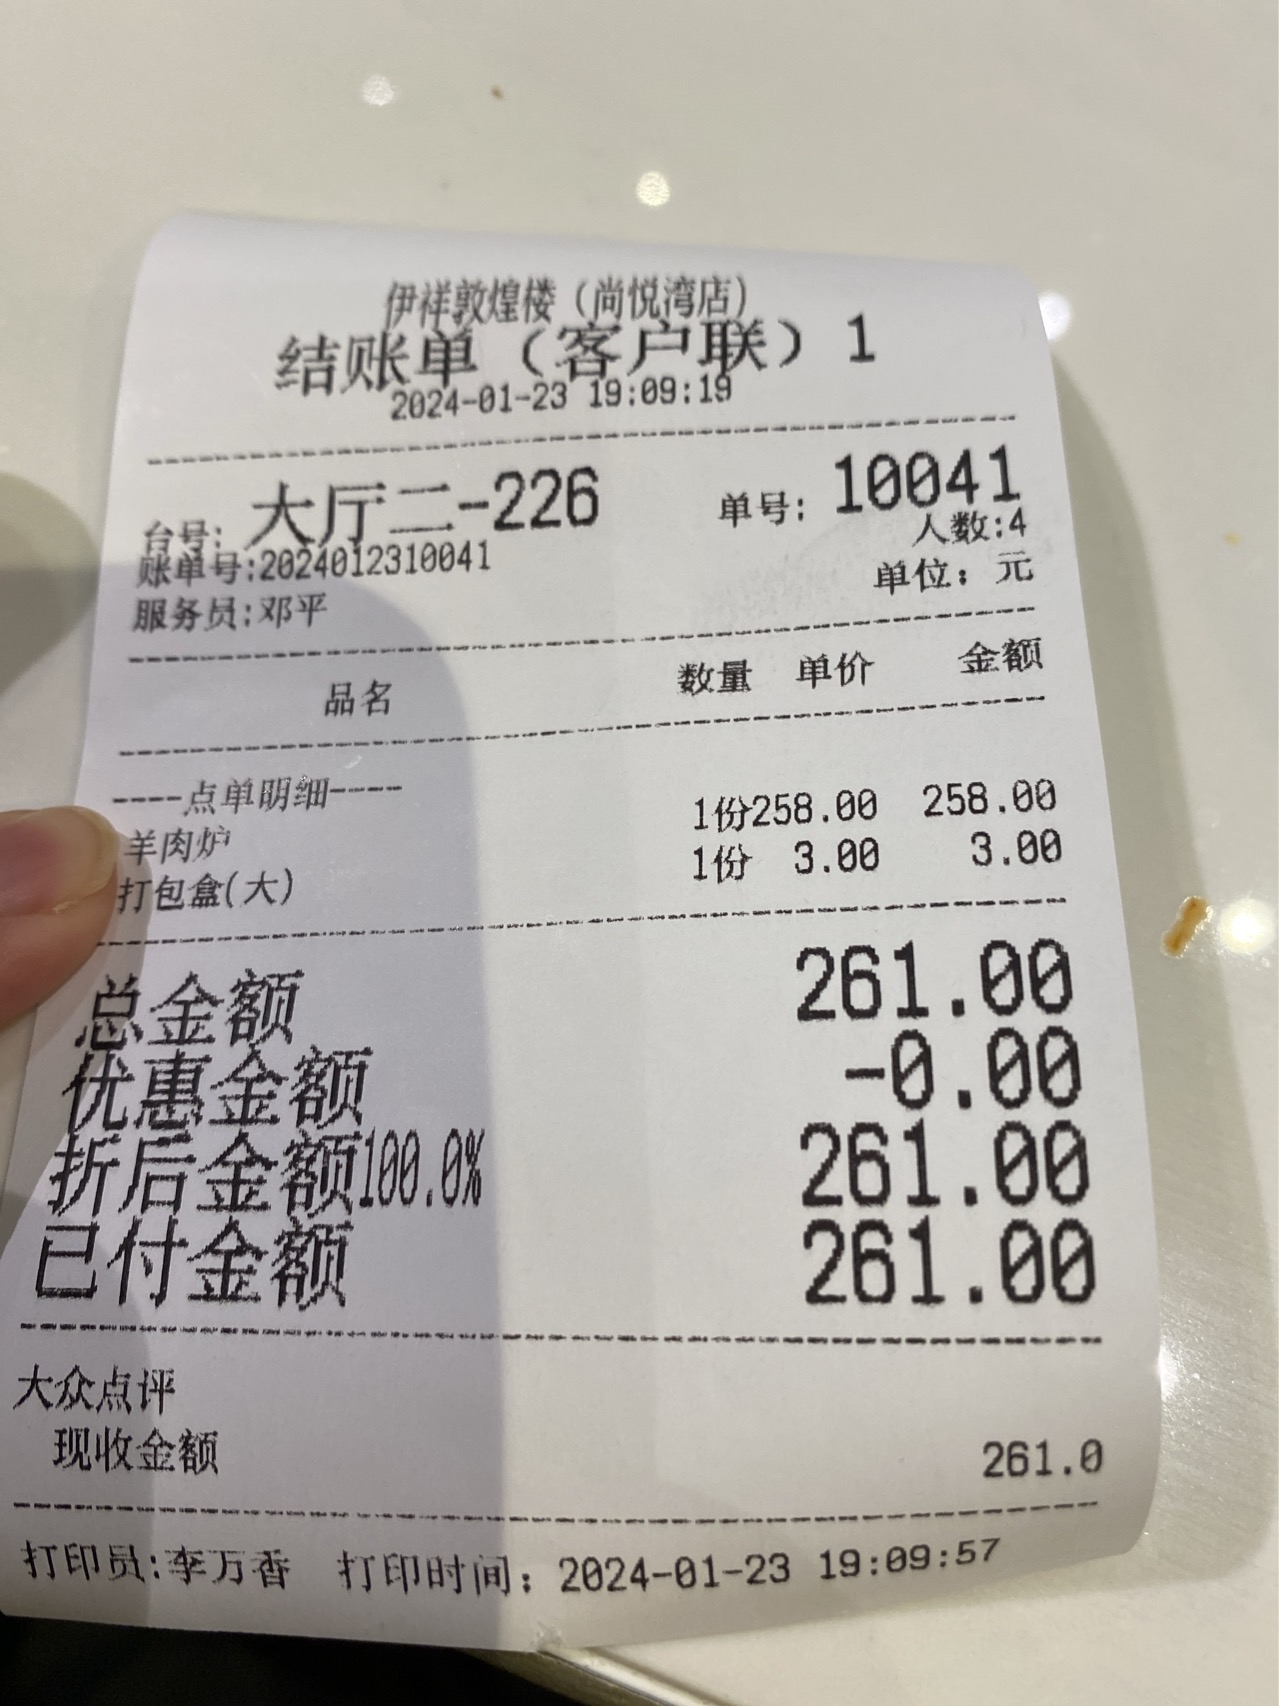 伊祥敦煌楼（尚悦湾店）
结账单（客户联）1
2024-01-23 19:09:19
台号: 大厅二-226 单号: 10041
人数:4
账单号:2024012310041
单位: 元
服务员:邓平
品名 数量 单价 金额
----点单明细----
羊肉炉 1份258.00 258.00
打包盒(大) 1份 3.00 3.00
总金额 261.00
优惠金额 -0.00
折后金额100.0% 261.00
已付金额 261.00
大众点评
现收金额 261.0
打印员:李万香 打印时间: 2024-01-23 19:09:57